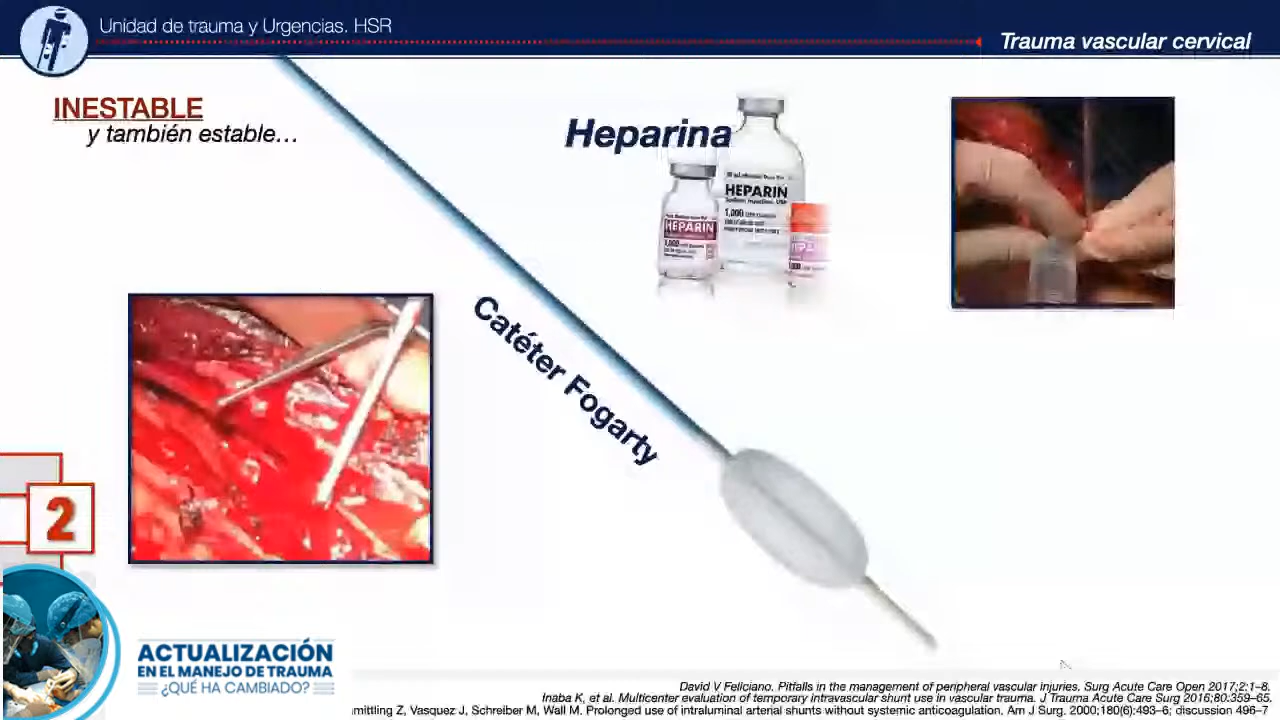 Unidad de trauma y Urgencias. HSR
Trauma vascular cervical
INESTABLE
y también estable...
Heparina
HEPARIN
1,000
HEPARIN
1,000
Catéter Fogarty
2
ACTUALIZACIÓN
EN EL MANEJO DE TRAUMA
¿QUÉ HA CAMBIADO?
David V Feliciano. Pitfalls in the management of peripheral vascular injuries. Surg Acute Care Open 2017;2:1–8.
Inaba K, et al. Multicenter evaluation of temporary intravascular shunt use in vascular trauma. J Trauma Acute Care Surg 2016;80:359–65.
mittling Z, Vasquez J, Schreiber M, Wall M. Prolonged use of intraluminal arterial shunts without systemic anticoagulation. Am J Surg. 2000;180(6):493–6; discussion 496–7